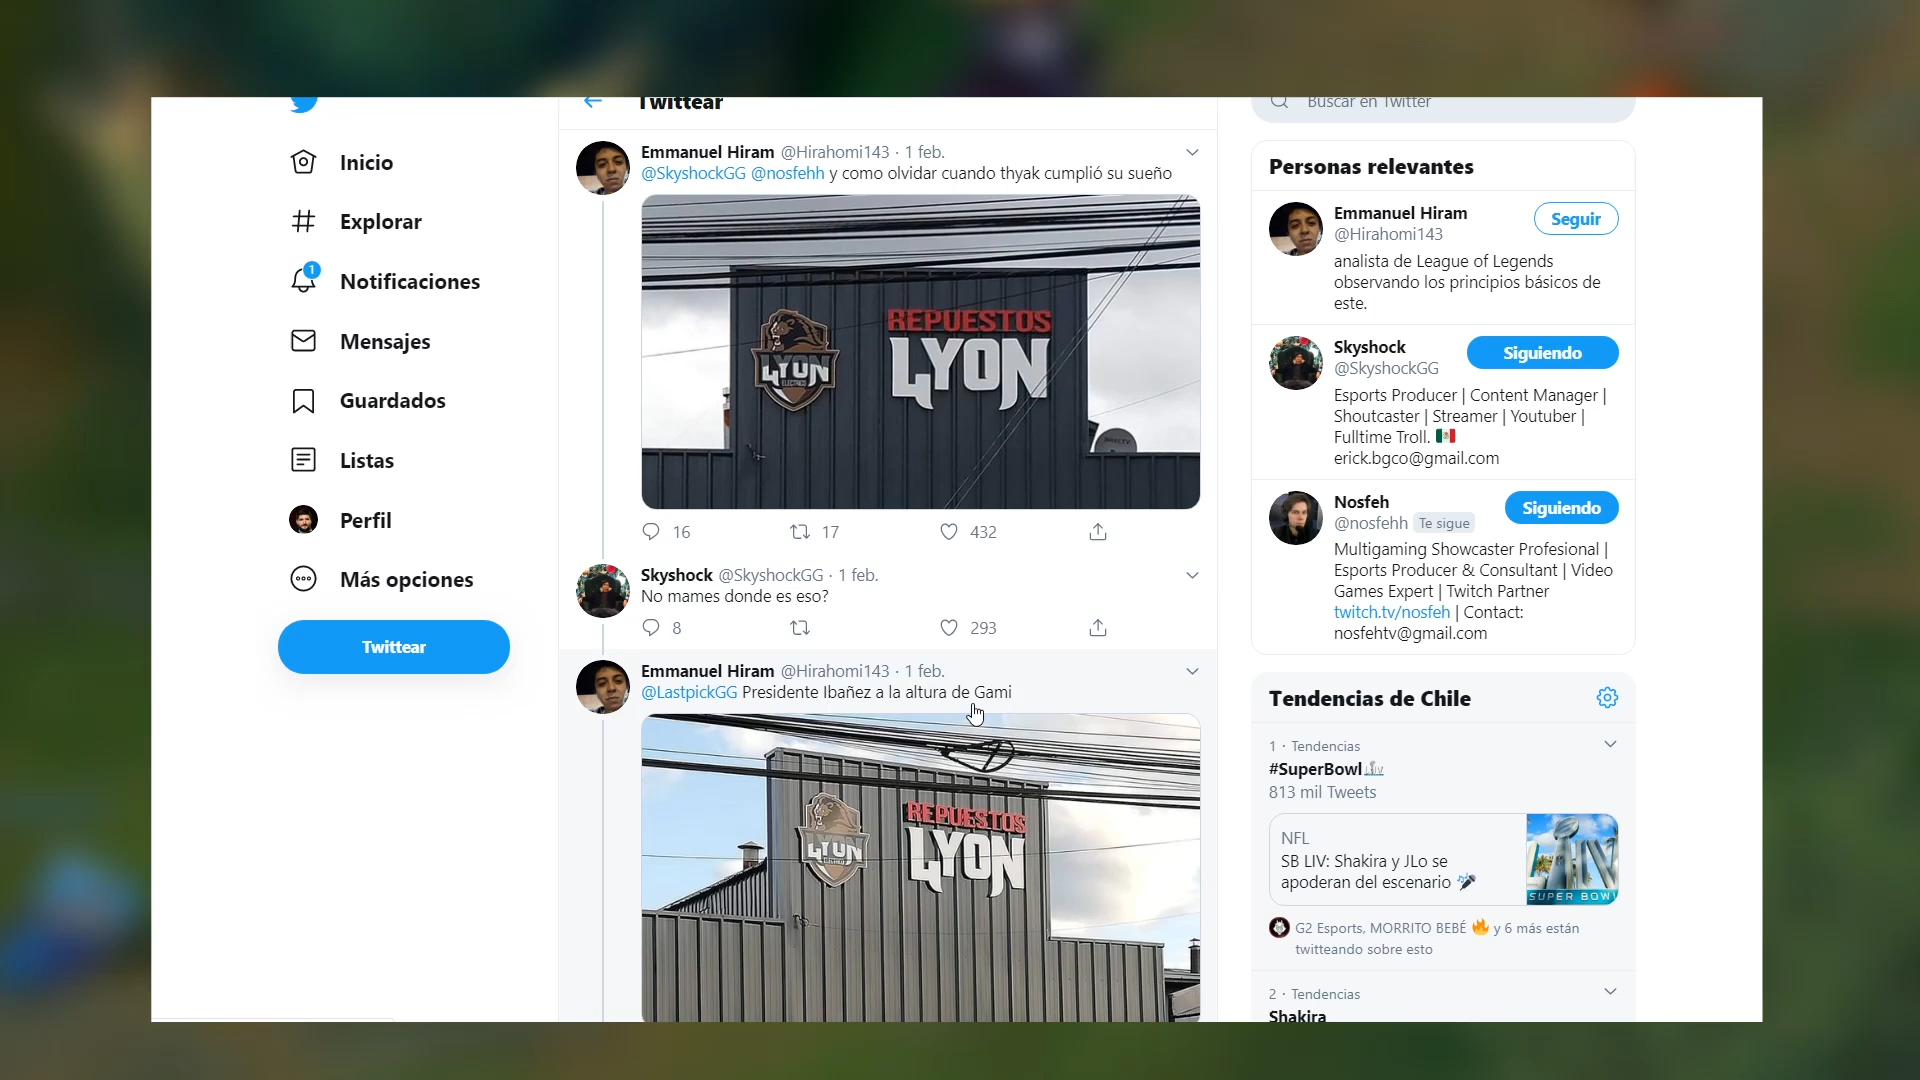 Twittear
Buscar en Twitter
Inicio
Explorar
1
Notificaciones
Mensajes
Guardados
Listas
Perfil
Más opciones
Twittear
Emmanuel Hiram @Hirahomi143 · 1 feb.
@SkyshockGG @nosfehh y como olvidar cuando thyak cumplió su sueño
LYON
ELECTRICO
REPUESTOS
LYON
DIRECTV
16
17
432
Skyshock @SkyshockGG · 1 feb.
No mames donde es eso?
8
293
Emmanuel Hiram @Hirahomi143 · 1 feb.
@LastpickGG Presidente Ibañez a la altura de Gami
LYON
ELECTRICO
REPUESTOS
LYON
Personas relevantes
Emmanuel Hiram
@Hirahomi143
Seguir
analista de League of Legends
observando los principios básicos de
este.
Skyshock
@SkyshockGG
Siguiendo
Esports Producer | Content Manager |
Shoutcaster | Streamer | Youtuber |
Fulltime Troll. 🇲🇽
erick.bgco@gmail.com
Nosfeh
@nosfehh Te sigue
Siguiendo
Multigaming Showcaster Profesional |
Esports Producer & Consultant | Video
Games Expert | Twitch Partner
twitch.tv/nosfeh | Contact:
nosfehtv@gmail.com
Tendencias de Chile
1 · Tendencias
#SuperBowl
813 mil Tweets
NFL
SB LIV: Shakira y JLo se
apoderan del escenario 🎤
LIV
SUPER BOWL
G2 Esports, MORRITO BEBÉ 🔥 y 6 más están
twitteando sobre esto
2 · Tendencias
Shakira